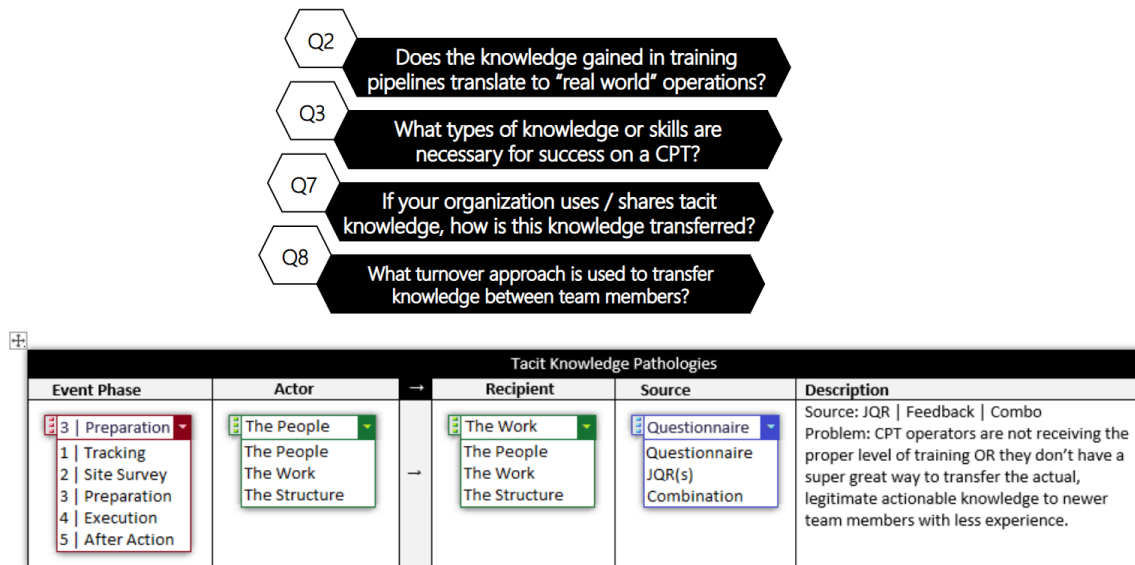 Q2
Does the knowledge gained in training
pipelines translate to “real world” operations?
Q3
What types of knowledge or skills are
necessary for success on a CPT?
Q7
If your organization uses / shares tacit
knowledge, how is this knowledge transferred?
Q8
What turnover approach is used to transfer
knowledge between team members?
Tacit Knowledge Pathologies
Event Phase
Actor
→
Recipient
Source
Description
3 | Preparation
1 | Tracking
2 | Site Survey
3 | Preparation
4 | Execution
5 | After Action
The People
The People
The Work
The Structure
→
The Work
The People
The Work
The Structure
Questionnaire
Questionnaire
JQR(s)
Combination
Source: JQR | Feedback | Combo
Problem: CPT operators are not receiving the
proper level of training OR they don’t have a
super great way to transfer the actual,
legitimate actionable knowledge to newer
team members with less experience.